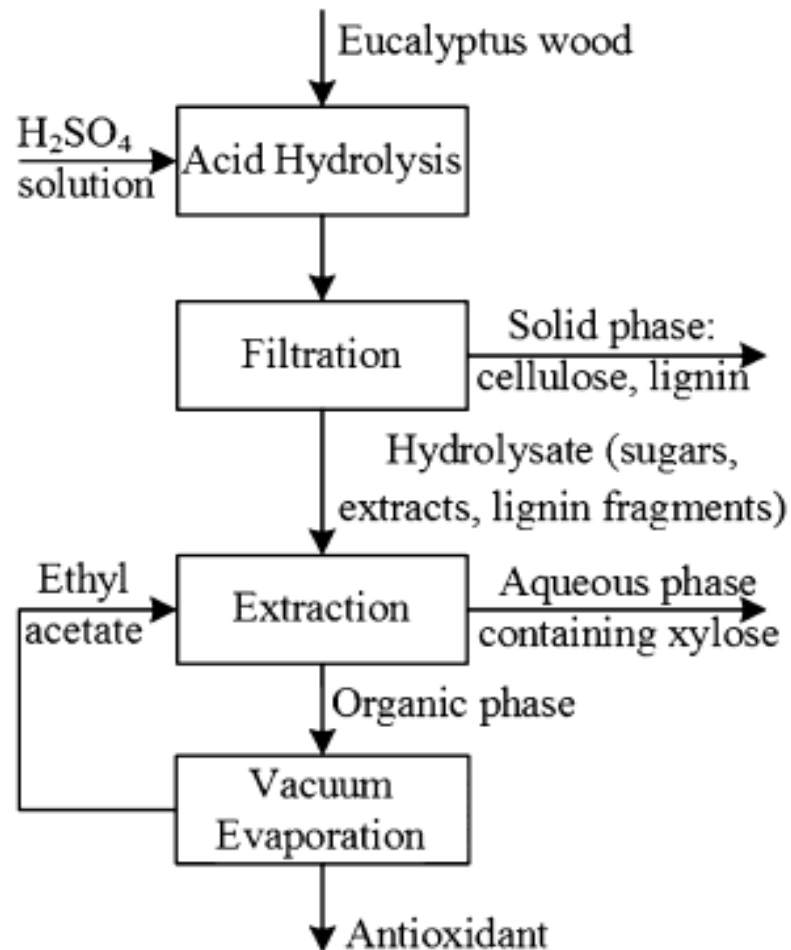 Eucalyptus wood
H₂SO₄
solution
Acid Hydrolysis
Filtration
Solid phase:
cellulose, lignin
Hydrolysate (sugars,
extracts, lignin fragments)
Ethyl
acetate
Extraction
Aqueous phase
containing xylose
Organic phase
Vacuum
Evaporation
Antioxidant